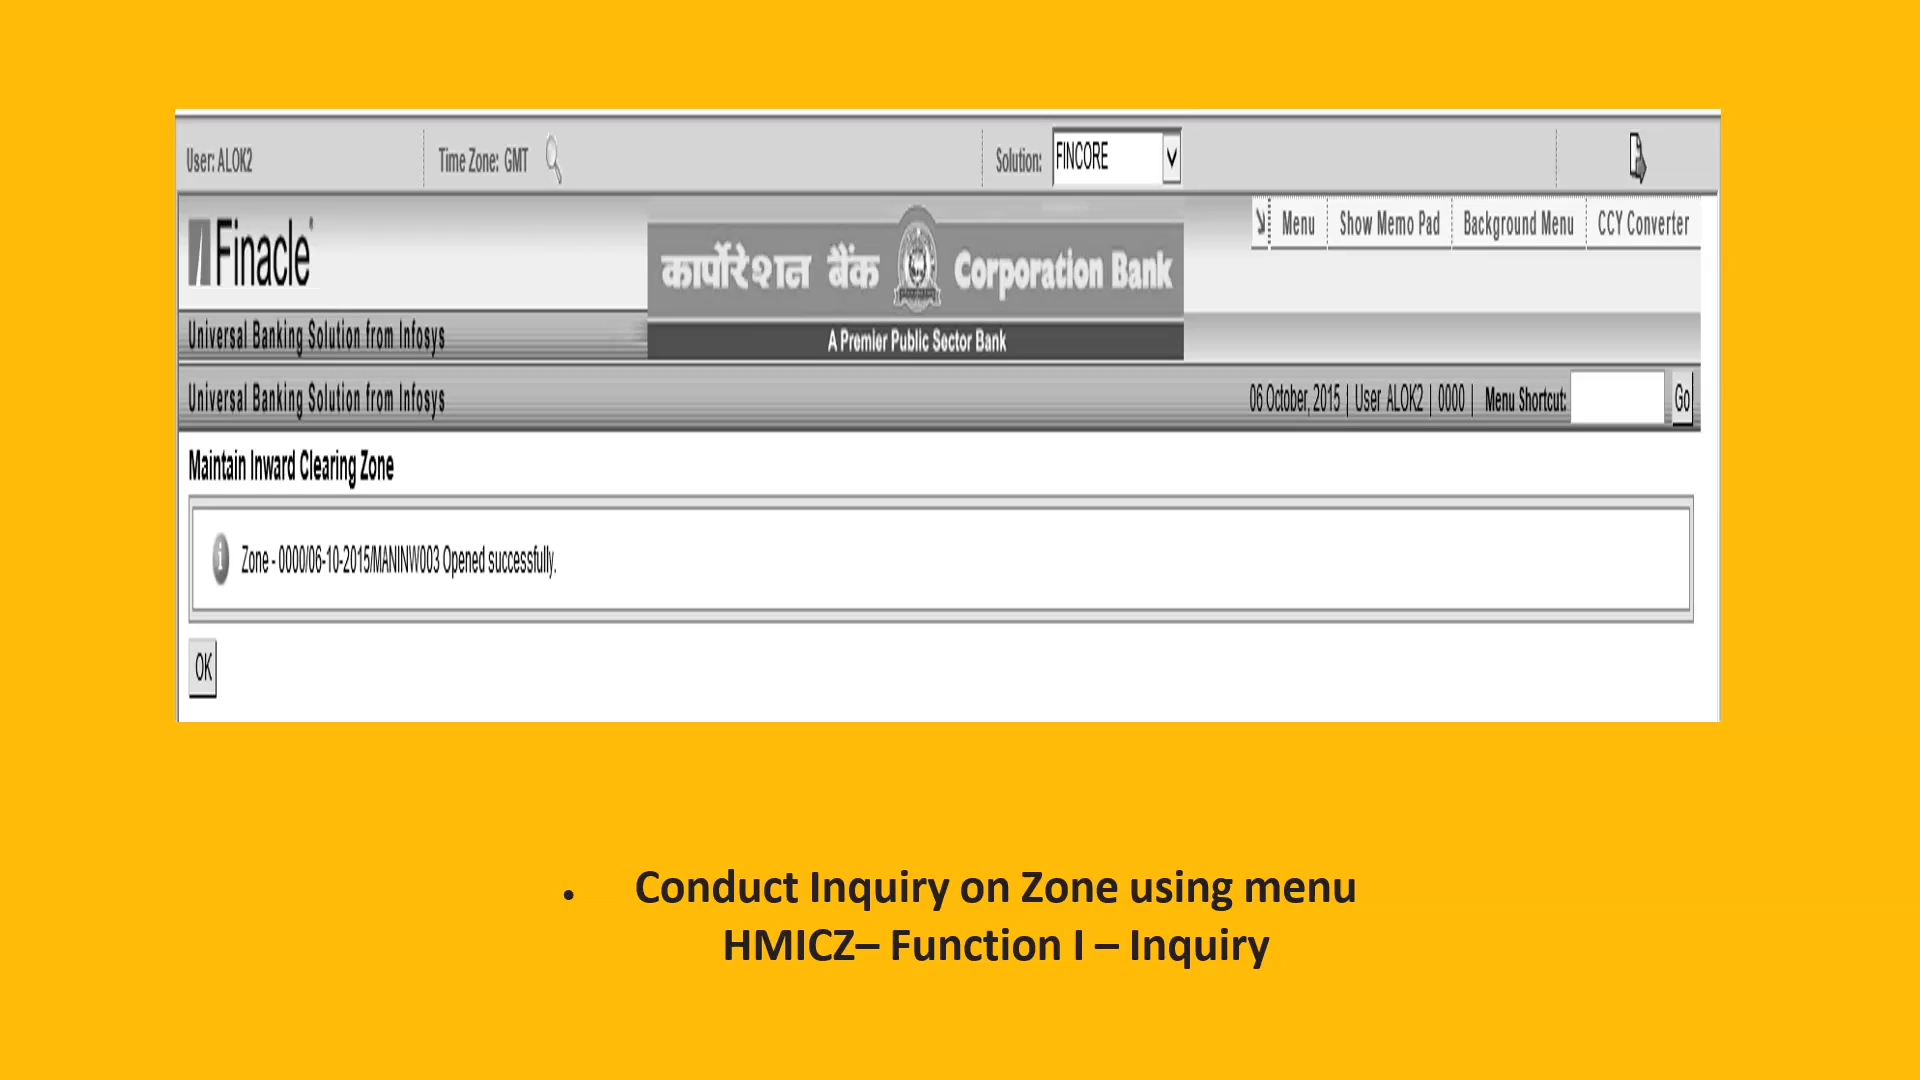 User: ALOK2 Time Zone: GMT Solution: FINCORE
Finacle
कार्पोरेशन बैंक Corporation Bank
Menu Show Memo Pad Background Menu CCY Converter
Universal Banking Solution from Infosys
A Premier Public Sector Bank
Universal Banking Solution from Infosys 06 October, 2015 | User ALOK2 | 0000 | Menu Shortcut: Go
Maintain Inward Clearing Zone
Zone - 0000/06-10-2015/MANINW003 Opened successfully.
OK
• Conduct Inquiry on Zone using menu
HMICZ– Function I – Inquiry